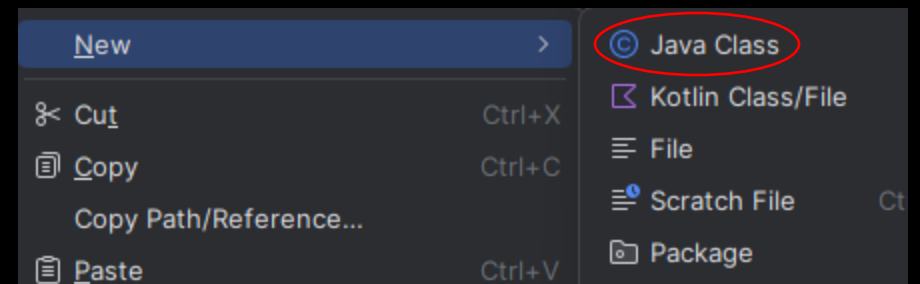 New
Cut Ctrl+X
Copy Ctrl+C
Copy Path/Reference...
Paste Ctrl+V
Java Class
Kotlin Class/File
File
Scratch File Ct
Package